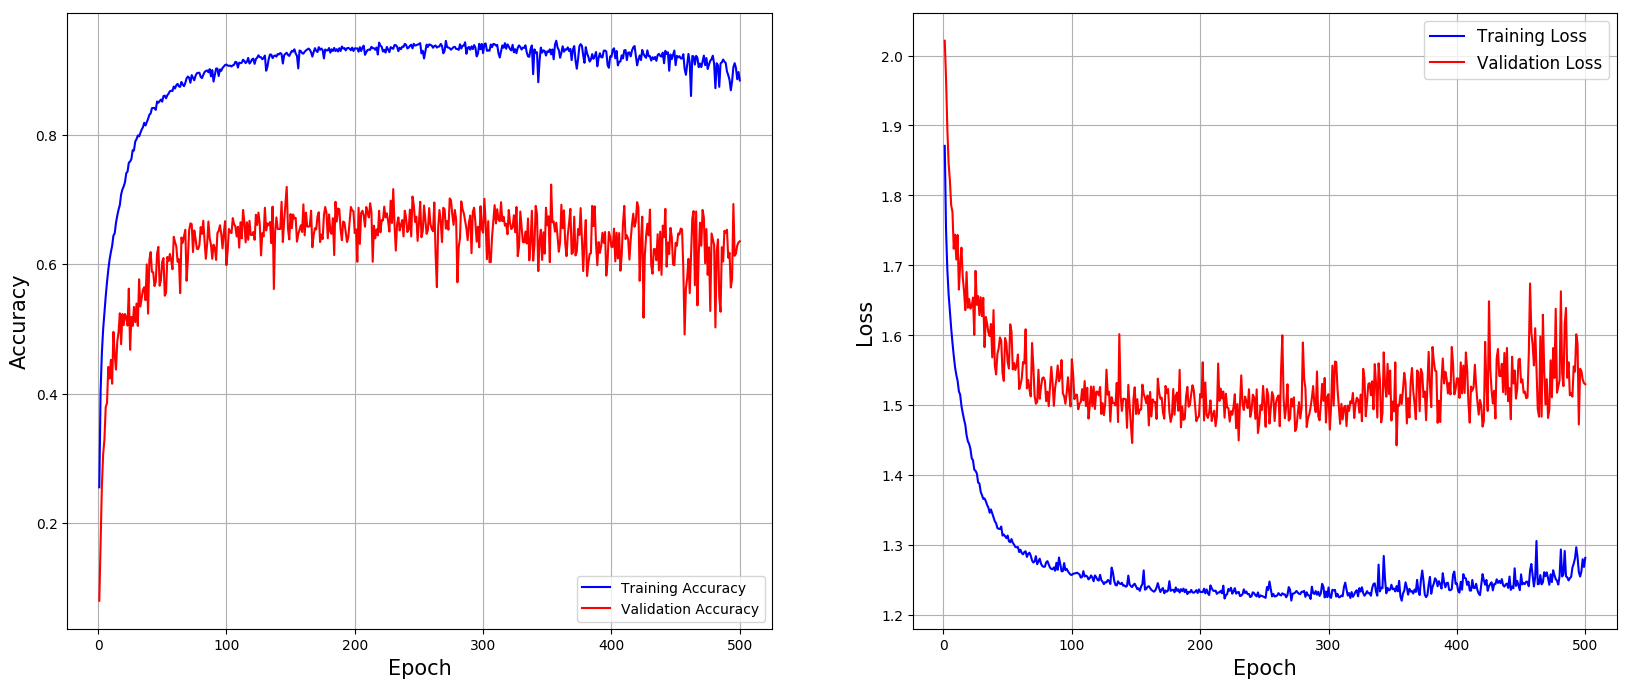 Accuracy
0.8
0.6
0.4
0.2
0 100 200 300 400 500
Epoch
Training Accuracy
Validation Accuracy
Loss
2.0
1.9
1.8
1.7
1.6
1.5
1.4
1.3
1.2
0 100 200 300 400 500
Epoch
Training Loss
Validation Loss